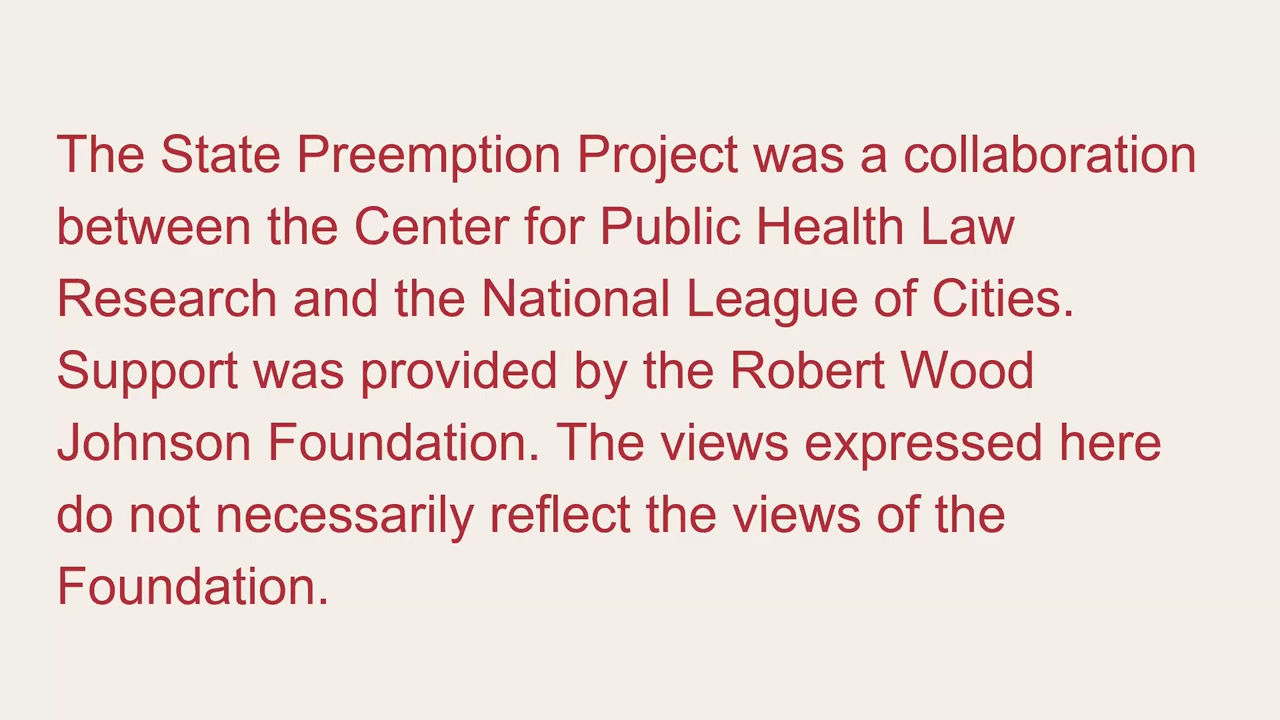 The State Preemption Project was a collaboration
between the Center for Public Health Law
Research and the National League of Cities.
Support was provided by the Robert Wood
Johnson Foundation. The views expressed here
do not necessarily reflect the views of the
Foundation.